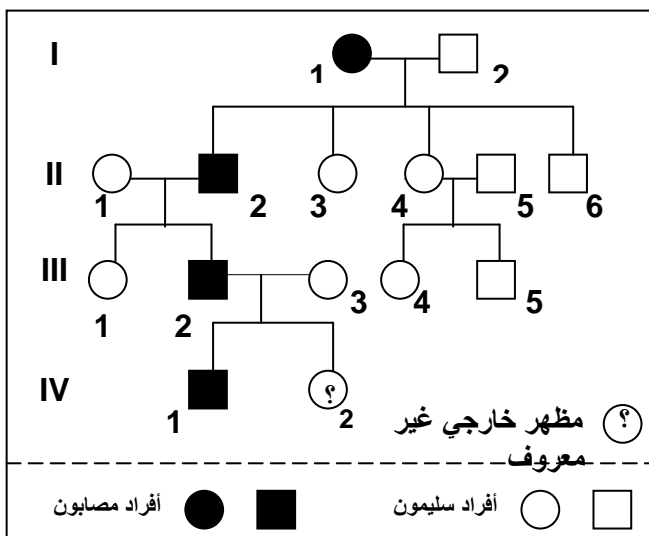 I
1 2
II
1 2 3 4 5 6
III
1 2 3 4 5
IV
1 ؟ 2
؟ مظهر خارجي غير
معروف
أفراد سليمون
أفراد مصابون